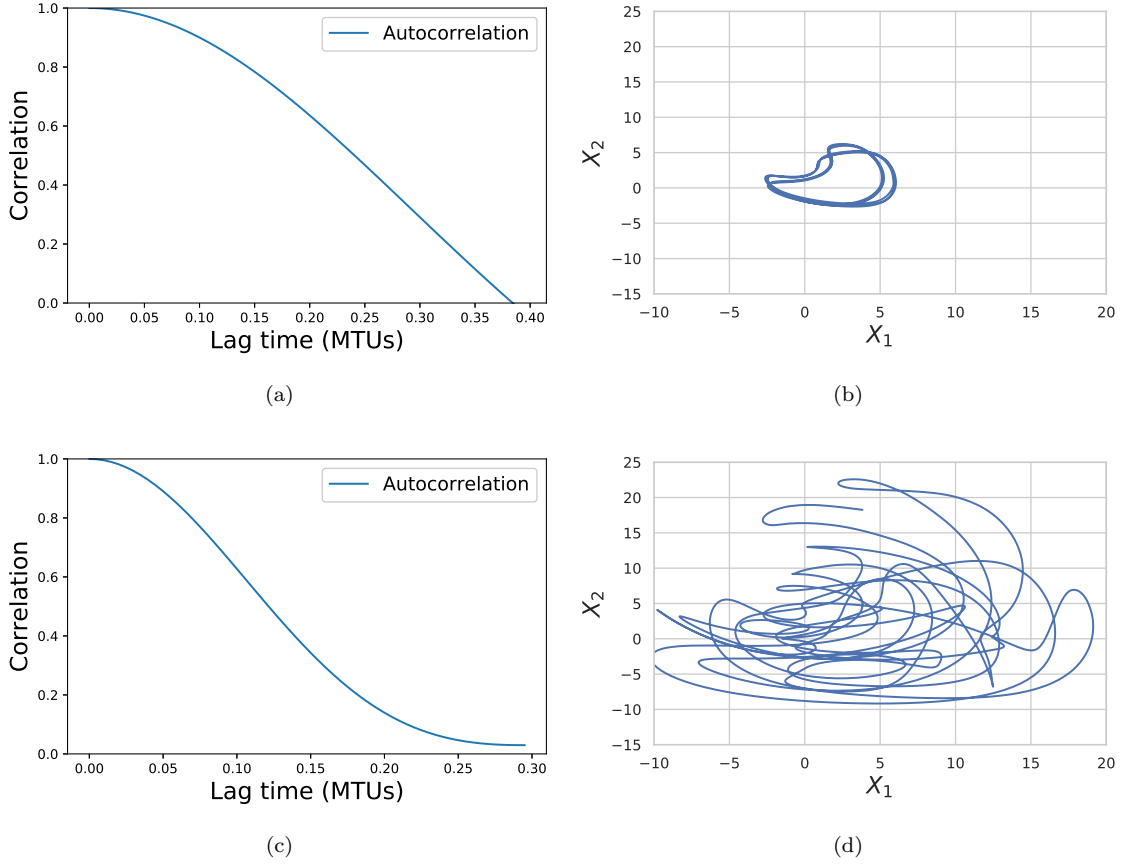 1.0
0.8
0.6
0.4
0.2
0.0
Correlation
Autocorrelation
0.00 0.05 0.10 0.15 0.20 0.25 0.30 0.35 0.40
Lag time (MTUs)
(a)
25
20
15
10
5
0
−5
−10
−15
X2
−10 −5 0 5 10 15 20
X1
(b)
1.0
0.8
0.6
0.4
0.2
0.0
Correlation
Autocorrelation
0.00 0.05 0.10 0.15 0.20 0.25 0.30
Lag time (MTUs)
(c)
25
20
15
10
5
0
−5
−10
−15
X2
−10 −5 0 5 10 15 20
X1
(d)